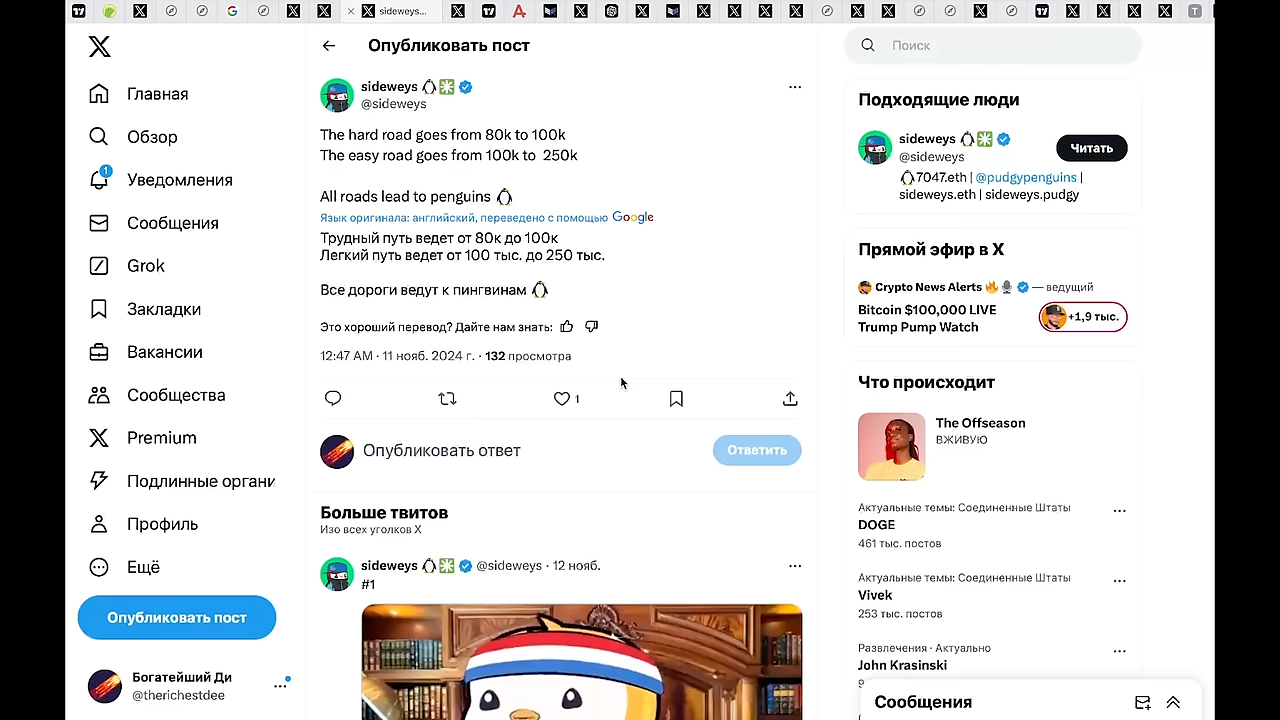 sideweys...
Главная
Обзор
1
Уведомления
Сообщения
Grok
Закладки
Вакансии
Сообщества
Premium
Подлинные органи
Профиль
Ещё
Опубликовать пост
Богатейший Ди
@therichestdee
Опубликовать пост
sideweys
@sideweys
The hard road goes from 80k to 100k
The easy road goes from 100k to 250k
All roads lead to penguins
Язык оригинала: английский, переведено с помощью Google
Трудный путь ведет от 80к до 100к
Легкий путь ведет от 100 тыс. до 250 тыс.
Все дороги ведут к пингвинам
Это хороший перевод? Дайте нам знать:
12:47 AM · 11 нояб. 2024 г. · 132 просмотра
1
Опубликовать ответ
Ответить
Больше твитов
Изо всех уголков X
sideweys @sideweys · 12 нояб.
#1
Поиск
Подходящие люди
sideweys
@sideweys
Читать
7047.eth | @pudgypenguins |
sideweys.eth | sideweys.pudgy
Прямой эфир в X
Crypto News Alerts — ведущий
Bitcoin $100,000 LIVE
Trump Pump Watch
+1,9 тыс.
Что происходит
The Offseason
ВЖИВУЮ
Актуальные темы: Соединенные Штаты
DOGE
461 тыс. постов
Актуальные темы: Соединенные Штаты
Vivek
253 тыс. постов
Развлечения · Актуально
John Krasinski
Сообщения